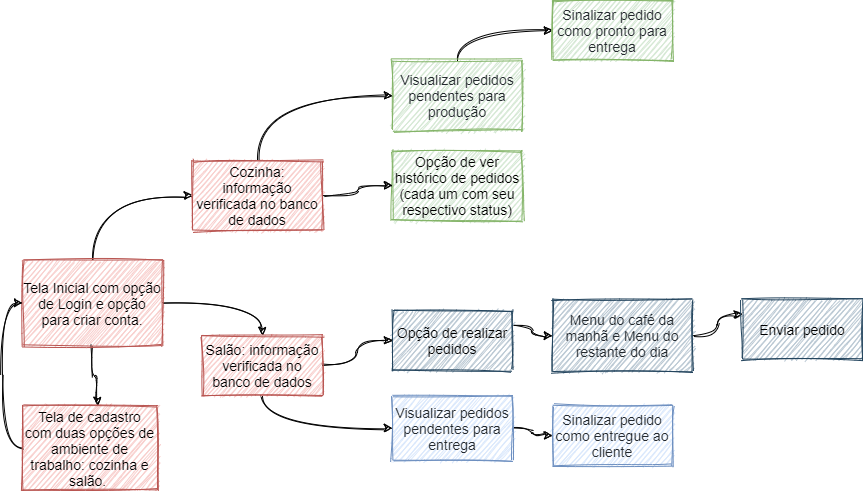 Sinalizar pedido
como pronto para
entrega
Visualizar pedidos
pendentes para
produção
Cozinha:
informação
verificada no banco
de dados
Opção de ver
histórico de pedidos
(cada um com seu
respectivo status)
Tela Inicial com opção
de Login e opção
para criar conta.
Salão: informação
verificada no
banco de dados
Opção de realizar
pedidos
Menu do café da
manhã e Menu do
restante do dia
Enviar pedido
Tela de cadastro
com duas opções de
ambiente de
trabalho: cozinha e
salão.
Visualizar pedidos
pendentes para
entrega
Sinalizar pedido
como entregue ao
cliente